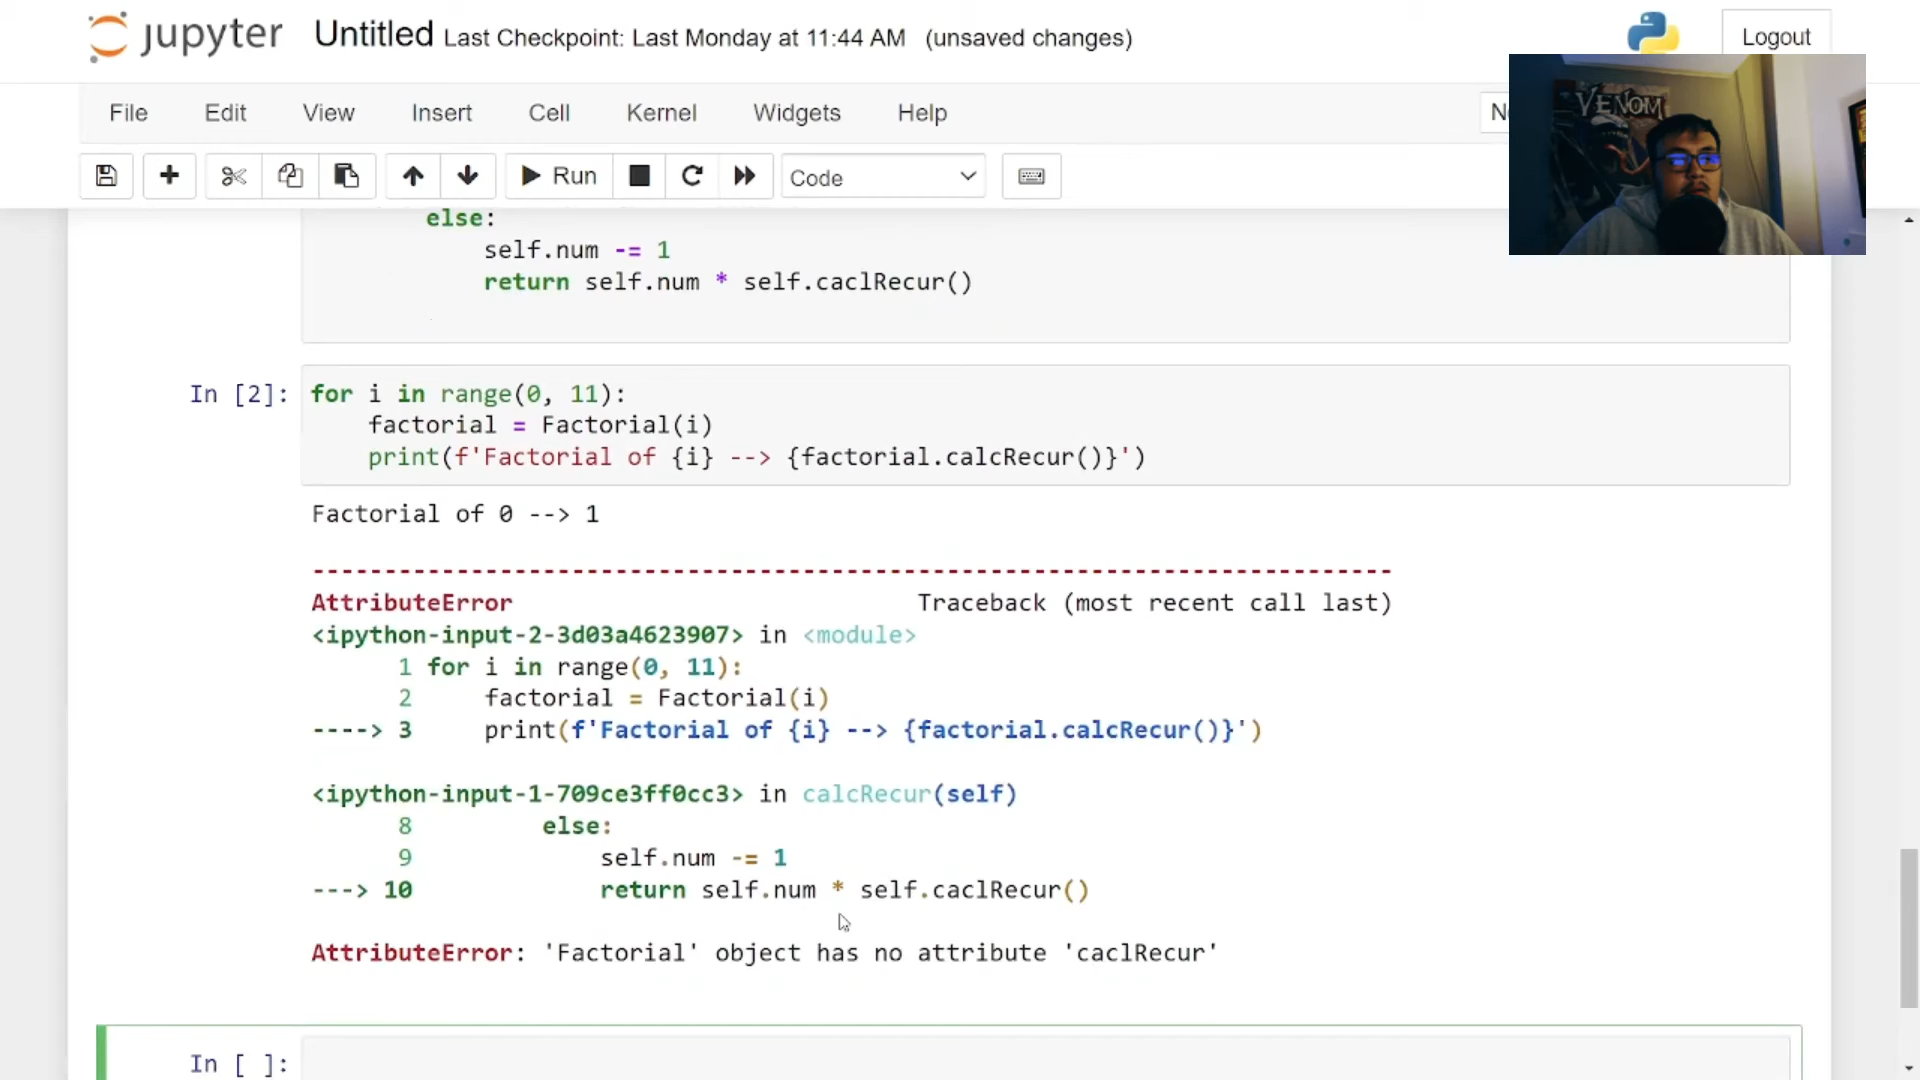 jupyter Untitled Last Checkpoint: Last Monday at 11:44 AM (unsaved changes)
Logout
File Edit View Insert Cell Kernel Widgets Help
VENOM
Run Code
else:
self.num -= 1
return self.num * self.caclRecur()
In [2]: for i in range(0, 11):
factorial = Factorial(i)
print(f'Factorial of {i} --> {factorial.calcRecur()}')
Factorial of 0 --> 1
---------------------------------------------------------------------------
AttributeError Traceback (most recent call last)
<ipython-input-2-3d03a4623907> in <module>
1 for i in range(0, 11):
2 factorial = Factorial(i)
----> 3 print(f'Factorial of {i} --> {factorial.calcRecur()}')
<ipython-input-1-709ce3ff0cc3> in calcRecur(self)
8 else:
9 self.num -= 1
---> 10 return self.num * self.caclRecur()
AttributeError: 'Factorial' object has no attribute 'caclRecur'
In [ ]: